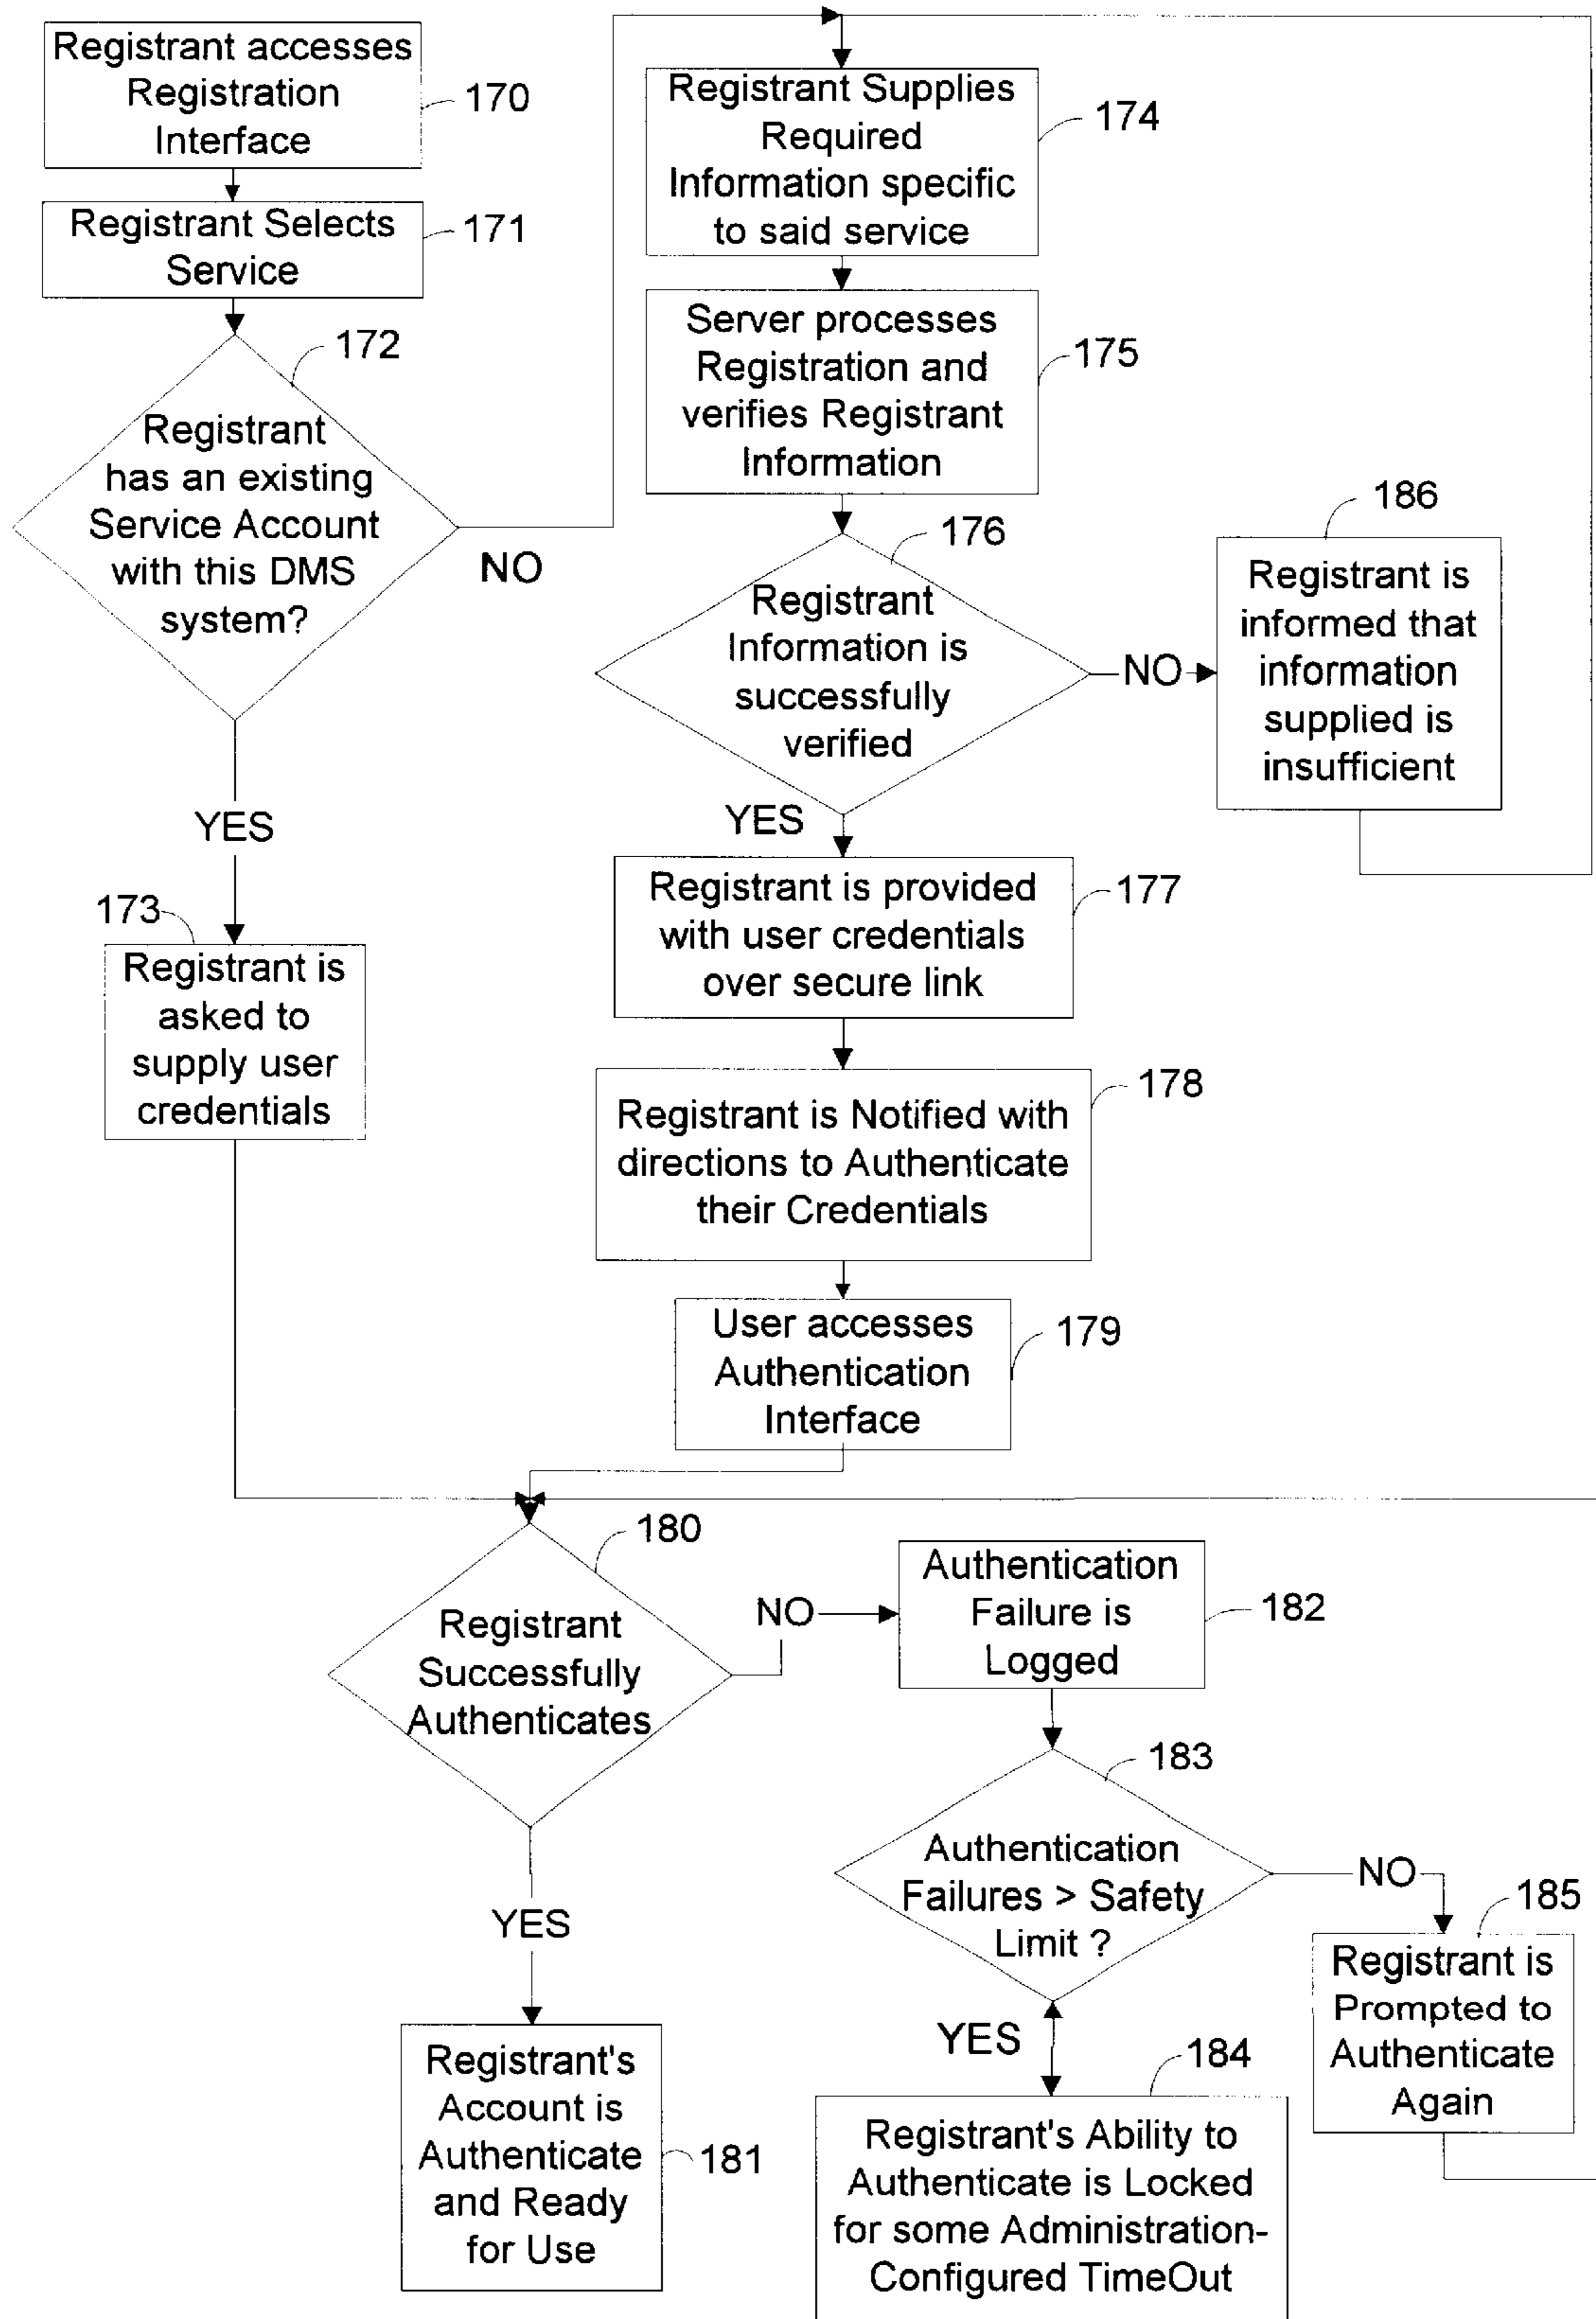 Registrant accesses
Registration
Interface
170
Registrant Selects
Service
171
172
Registrant
has an existing
Service Account
with this DMS
system?
NO
YES
173
Registrant is
asked to
supply user
credentials
Registrant Supplies
Required
Information specific
to said service
174
Server processes
Registration and
verifies Registrant
Information
175
176
Registrant
Information is
successfully
verified
NO
186
Registrant is
informed that
information
supplied is
insufficient
YES
Registrant is provided
with user credentials
over secure link
177
Registrant is Notified with
directions to Authenticate
their Credentials
178
User accesses
Authentication
Interface
179
180
Registrant
Successfully
Authenticates
NO
Authentication
Failure is
Logged
182
183
Authentication
Failures > Safety
Limit ?
NO
185
Registrant is
Prompted to
Authenticate
Again
YES
184
Registrant's Ability to
Authenticate is Locked
for some Administration-
Configured TimeOut
YES
Registrant's
Account is
Authenticate
and Ready
for Use
181